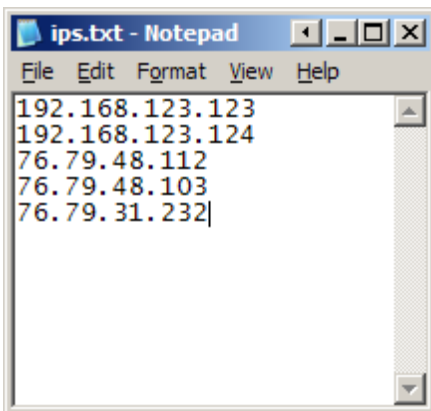 ips.txt - Notepad
File Edit Format View Help
192.168.123.123
192.168.123.124
76.79.48.112
76.79.48.103
76.79.31.232